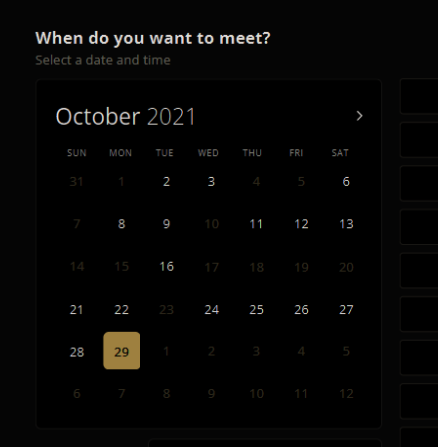 When do you want to meet?
Select a date and time
October 2021 >
SUN MON TUE WED THU FRI SAT
31 1 2 3 4 5 6
7 8 9 10 11 12 13
14 15 16 17 18 19 20
21 22 23 24 25 26 27
28 29 1 2 3 4 5
6 7 8 9 10 11 12